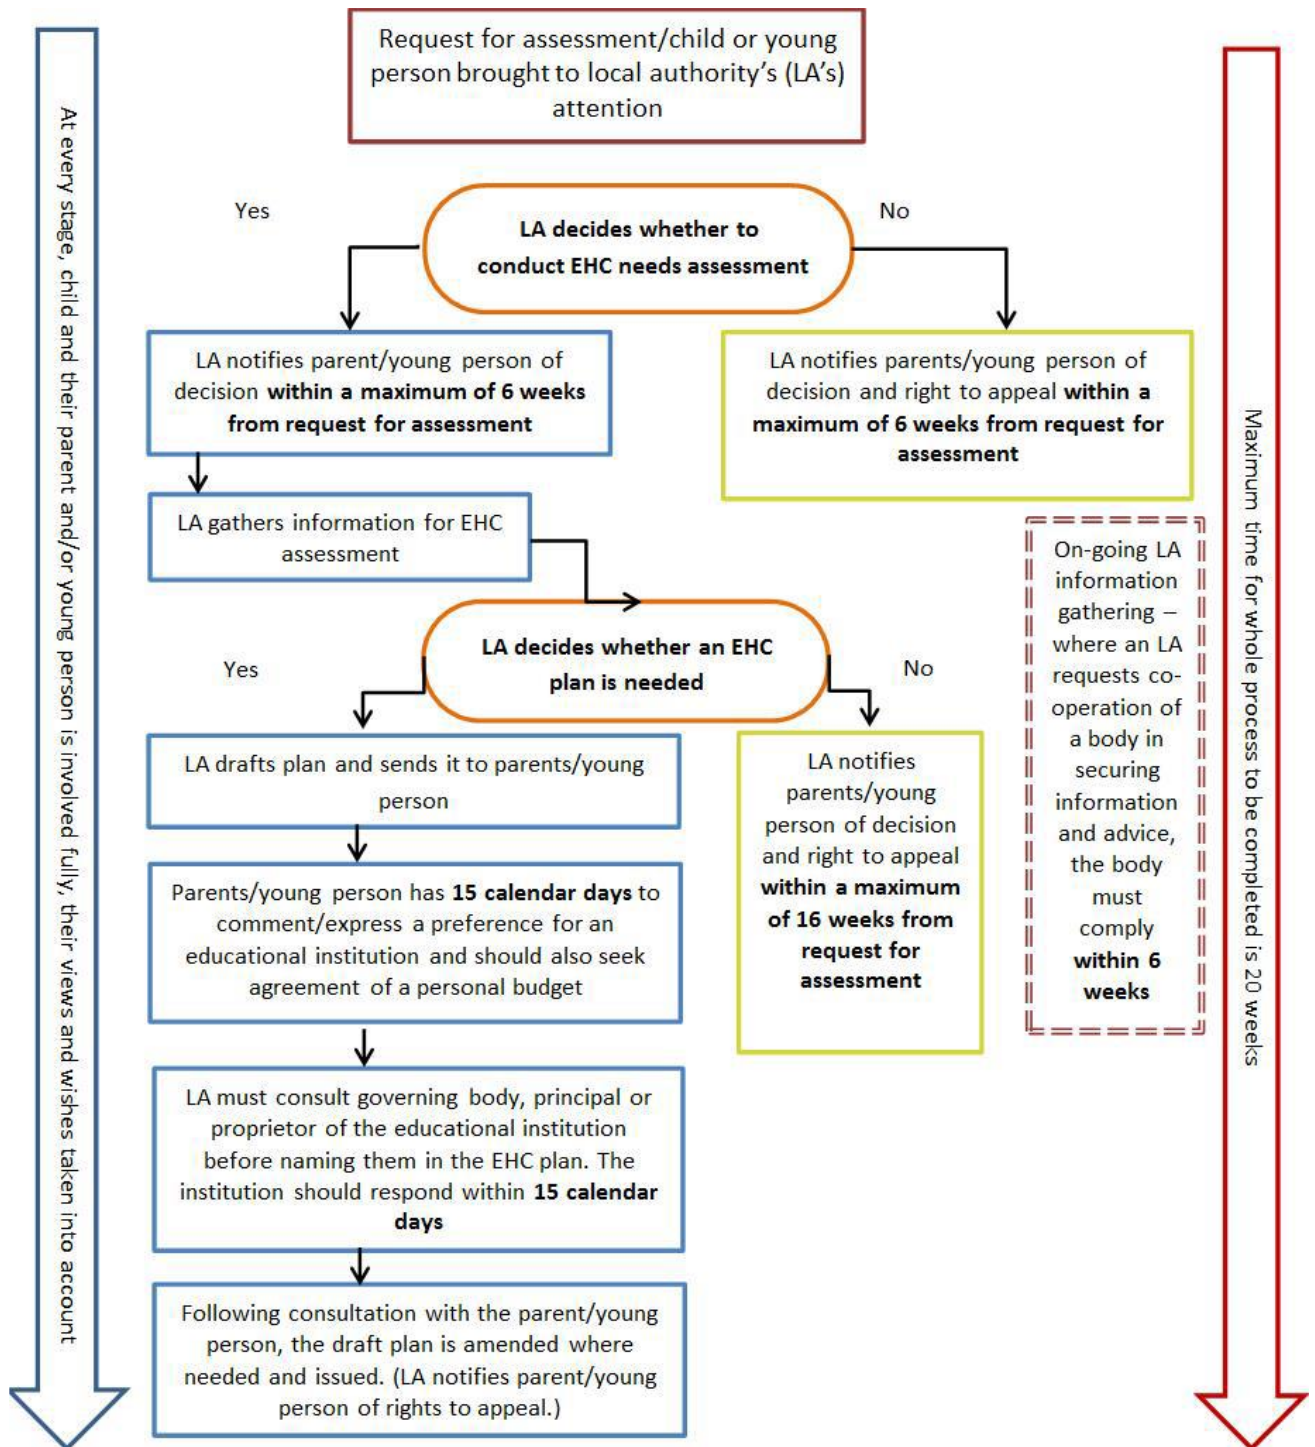 Request for assessment/child or young
person brought to local authority's (LA's)
attention
At every stage, child and their parent and/or young person is involved fully, their views and wishes taken into account
Yes
LA decides whether to
conduct EHC needs assessment
No
LA notifies parent/young person of
decision within a maximum of 6 weeks
from request for assessment
LA notifies parents/young person of
decision and right to appeal within a
maximum of 6 weeks from request for
assessment
LA gathers information for EHC
assessment
On-going LA
information
gathering –
where an LA
requests co-
operation of
a body in
securing
information
and advice,
the body
must
comply
within 6
weeks
Maximum time for whole process to be completed is 20 weeks
Yes
LA decides whether an EHC
plan is needed
No
LA drafts plan and sends it to parents/young
person
LA notifies
parents/young
person of decision
and right to appeal
within a maximum
of 16 weeks from
request for
assessment
Parents/young person has 15 calendar days to
comment/express a preference for an
educational institution and should also seek
agreement of a personal budget
LA must consult governing body, principal or
proprietor of the educational institution
before naming them in the EHC plan. The
institution should respond within 15 calendar
days
Following consultation with the parent/young
person, the draft plan is amended where
needed and issued. (LA notifies parent/young
person of rights to appeal.)